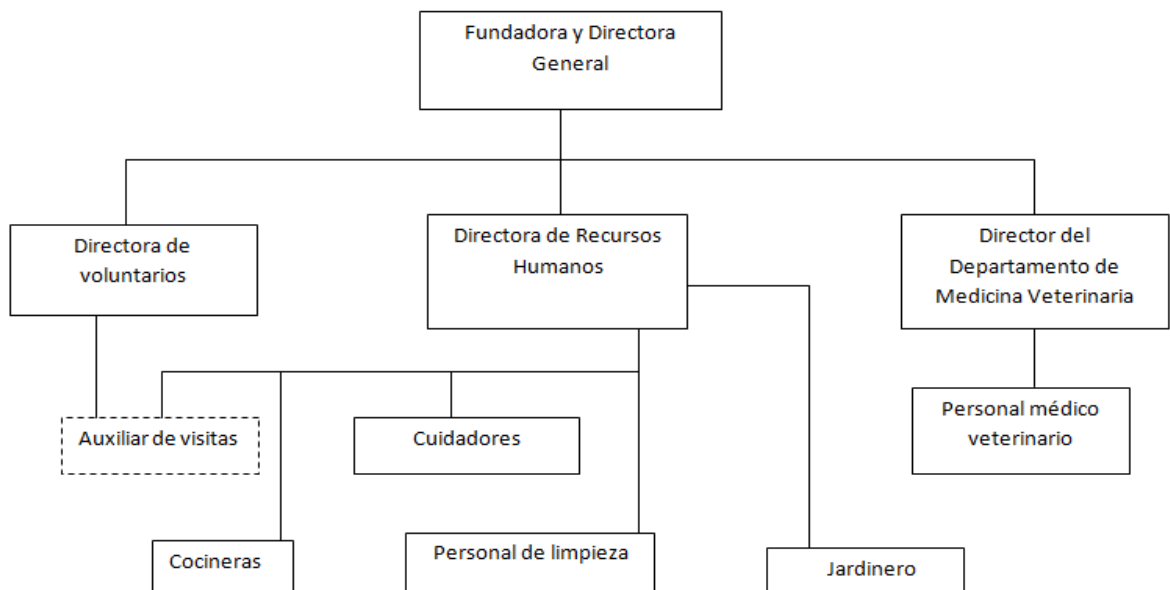 Fundadora y Directora
General
Directora de
voluntarios
Directora de Recursos
Humanos
Director del
Departamento de
Medicina Veterinaria
Auxiliar de visitas
Cuidadores
Personal médico
veterinario
Cocineras
Personal de limpieza
Jardinero